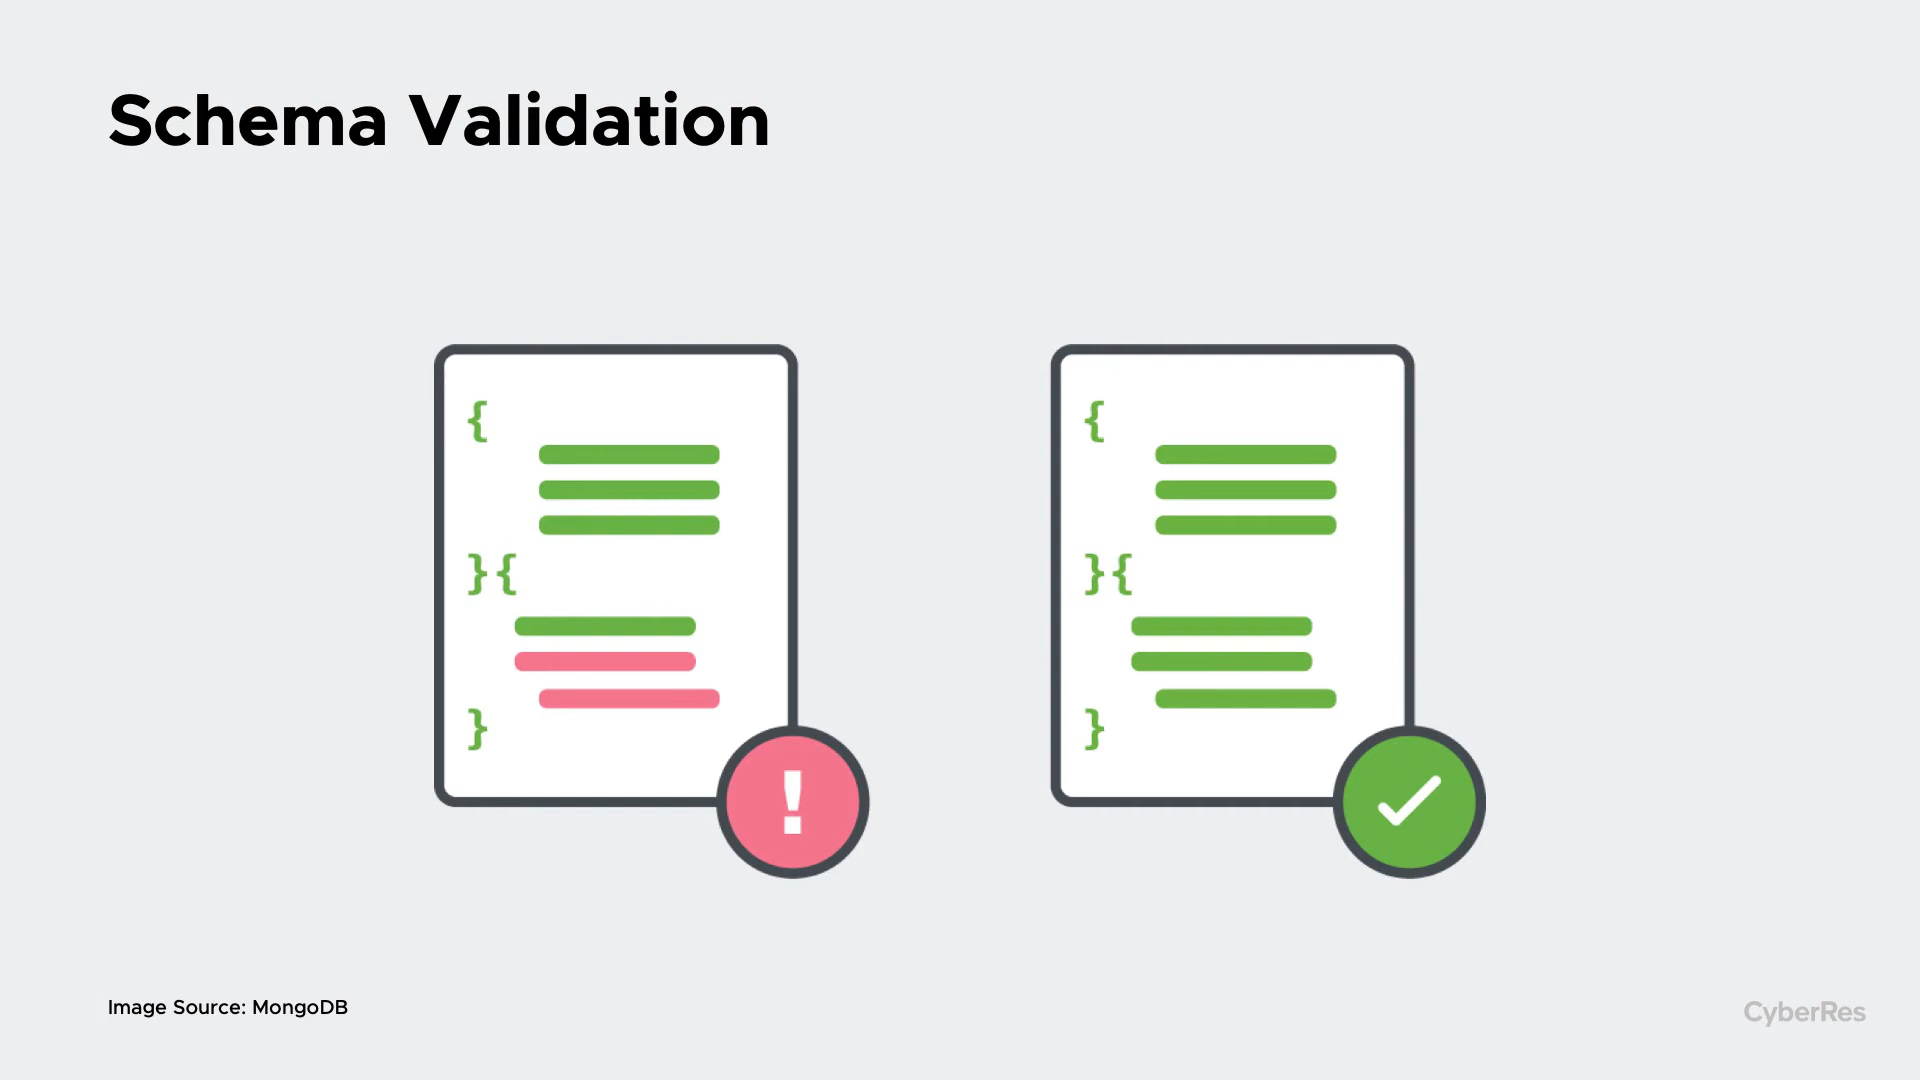 Schema Validation
{
}{
}
!
{
}{
}
Image Source: MongoDB
CyberRes